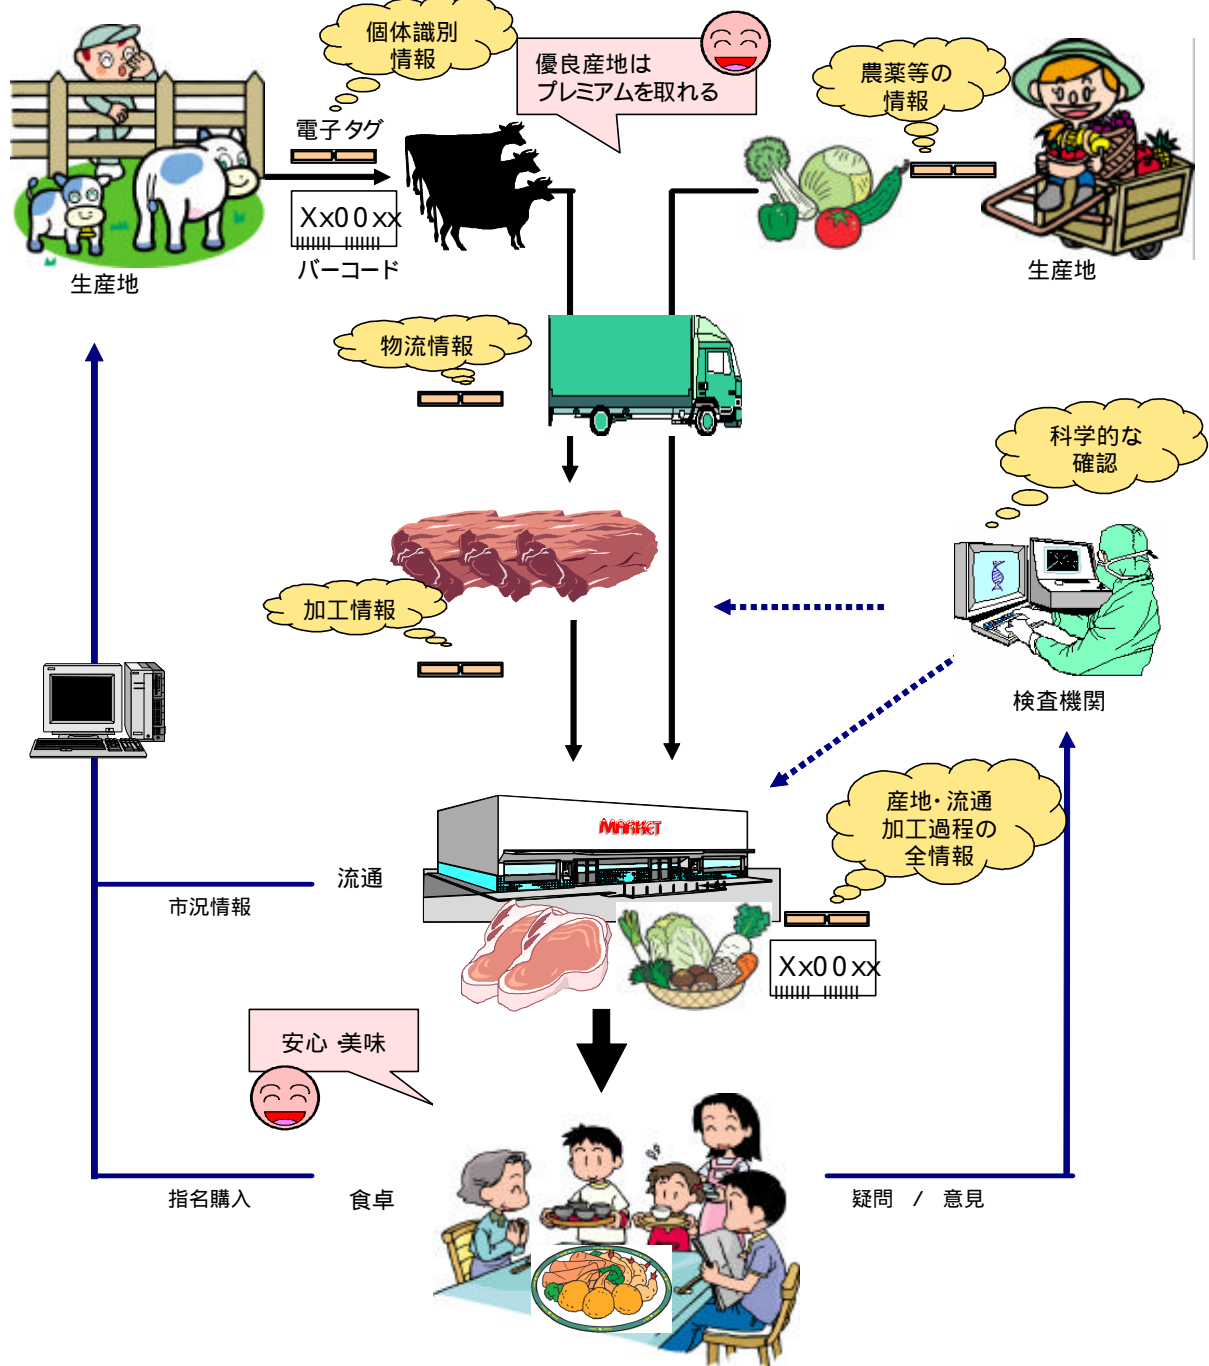 個体識別
情報
優良産地は
プレミアムを取れる
農薬等の
情報
電子タグ
Xx00xx
バーコード
生産地
生産地
物流情報
科学的な
確認
加工情報
検査機関
産地・流通
加工過程の
全情報
MARKET
流通
市況情報
Xx00xx
安心・美味
指名購入
食卓
疑問 / 意見